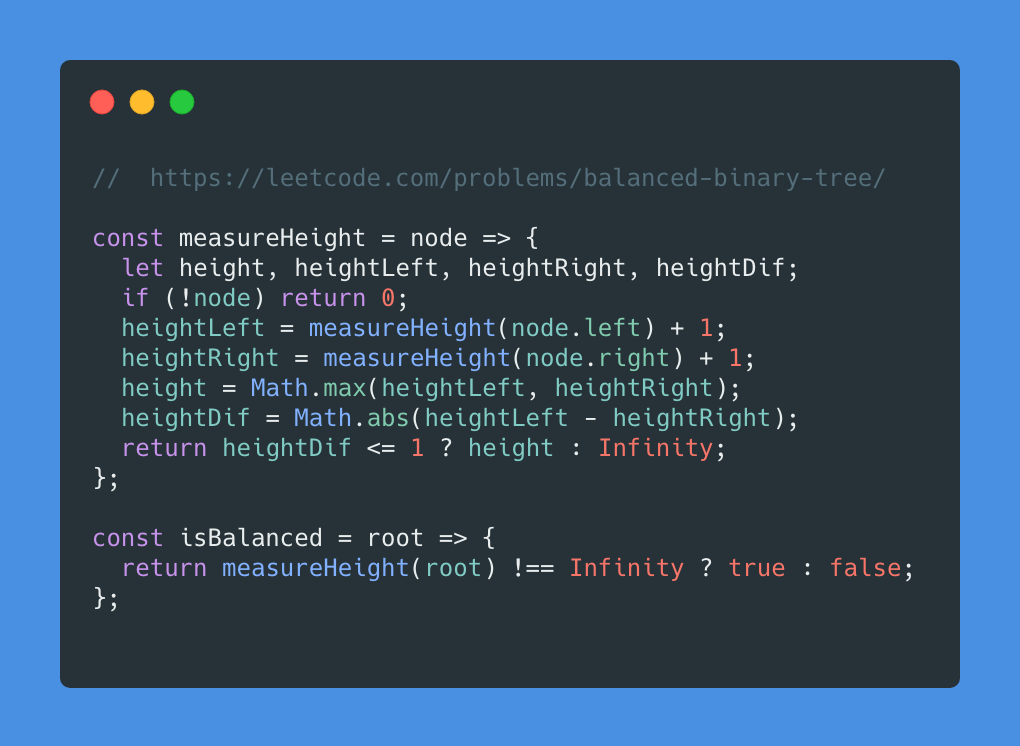 //  https://leetcode.com/problems/balanced-binary-tree/

const measureHeight = node => {
  let height, heightLeft, heightRight, heightDif;
  if (!node) return 0;
  heightLeft = measureHeight(node.left) + 1;
  heightRight = measureHeight(node.right) + 1;
  height = Math.max(heightLeft, heightRight);
  heightDif = Math.abs(heightLeft - heightRight);
  return heightDif <= 1 ? height : Infinity;
};

const isBalanced = root => {
  return measureHeight(root) !== Infinity ? true : false;
};